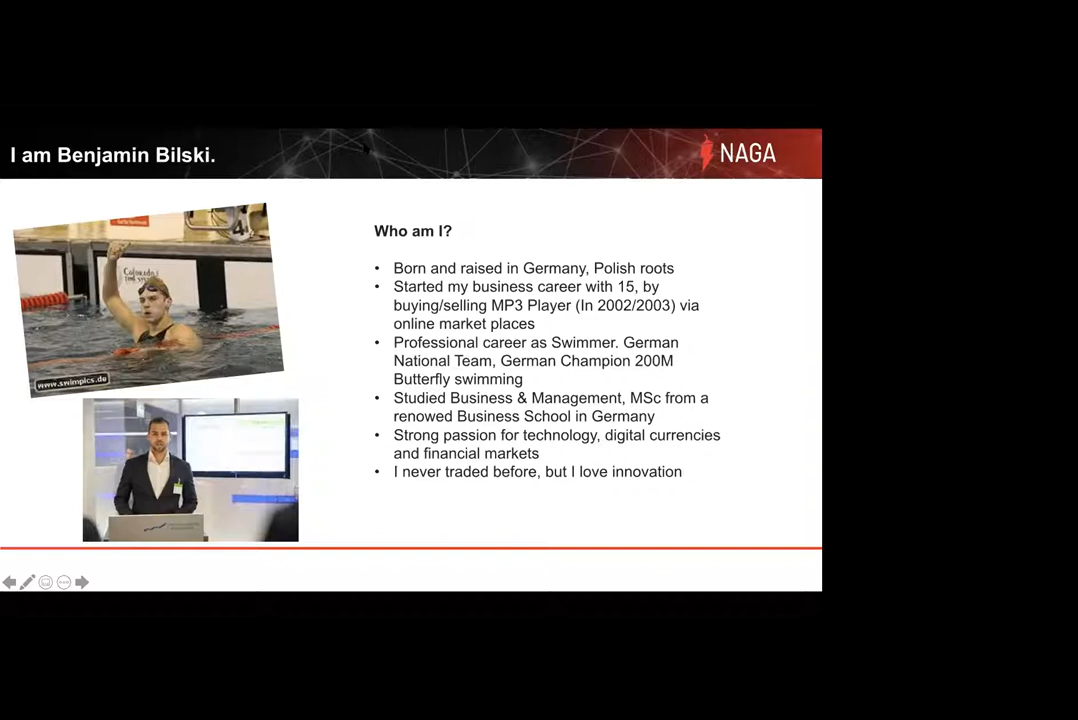 I am Benjamin Bilski.
NAGA
Who am I?
• Born and raised in Germany, Polish roots
• Started my business career with 15, by
buying/selling MP3 Player (In 2002/2003) via
online market places
• Professional career as Swimmer. German
National Team, German Champion 200M
Butterfly swimming
• Studied Business & Management, MSc from a
renowed Business School in Germany
• Strong passion for technology, digital currencies
and financial markets
• I never traded before, but I love innovation
4
www.swimpics.de